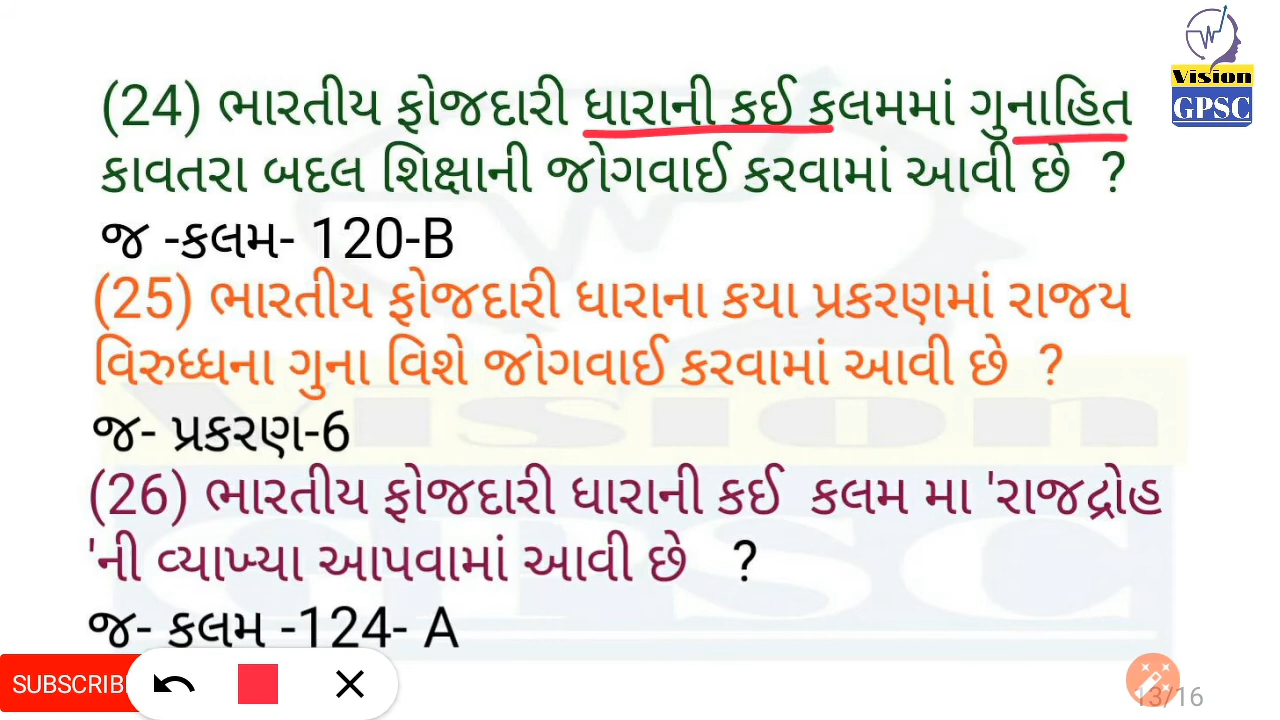 Vision
GPSC
(24) ભારતીય ફોજદારી ધારાની કઈ કલમમાં ગુનાહિત
કાવતરા બદલ શિક્ષાની જોગવાઈ કરવામાં આવી છે ?
જ -કલમ- 120-B
(25) ભારતીય ફોજદારી ધારાના કયા પ્રકરણમાં રાજય
વિરુધ્ધના ગુના વિશે જોગવાઈ કરવામાં આવી છે ?
જ- પ્રકરણ-6
(26) ભારતીય ફોજદારી ધારાની કઈ કલમ મા 'રાજદ્રોહ
'ની વ્યાખ્યા આપવામાં આવી છે ?
જ- કલમ -124- A
SUBSCRIBE
13/16